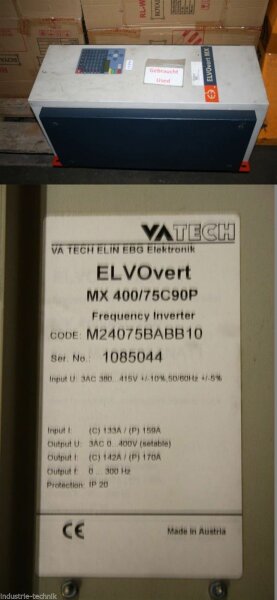 Gebraucht
Used
ELVOvert MX
VA TECH
VA TECH ELIN EBG Elektronik
ELVOvert
MX 400/75C90P
Frequency Inverter
CODE: M24075BABB10
Ser. No.: 1085044
Input U: 3AC 380...415V +/-10% 50/60Hz +/-5%
Input I: (C) 133A / (P) 159A
Output U: 3AC 0...400V (setable)
Output I: (C) 142A / (P) 170A
Output f: 0 ... 300 Hz
Protection: IP 20
CE
Made in Austria
industrie-technik